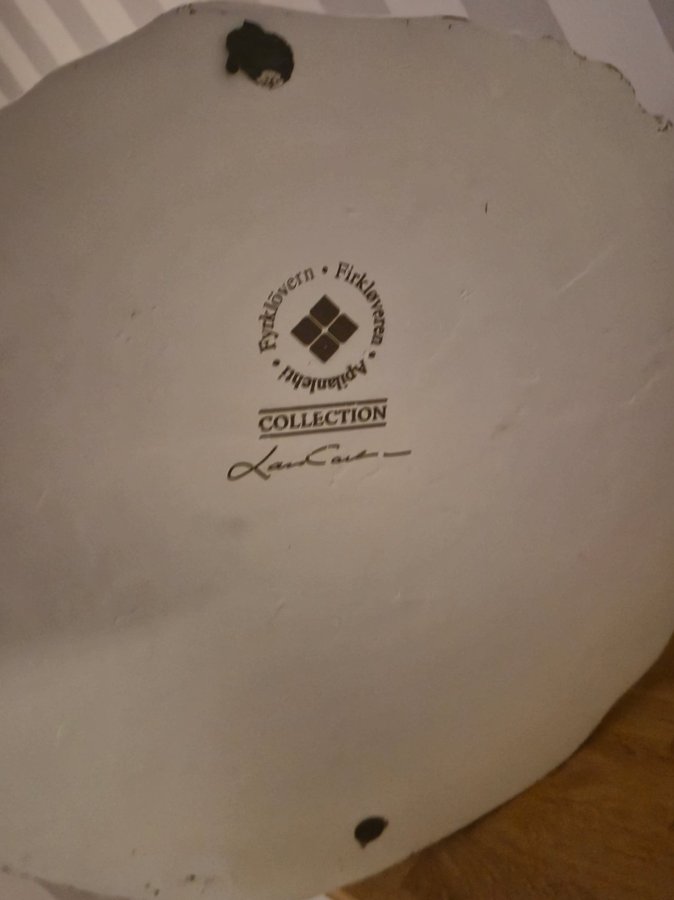 Fyrklövern • Firkløveren • Apilanlehti •
COLLECTION